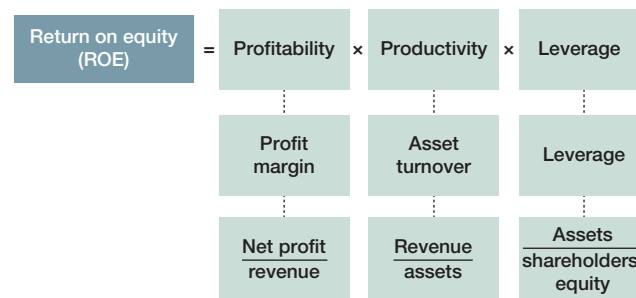 Return on equity
(ROE)
=
Profitability
×
Productivity
×
Leverage
Profit
margin
Asset
turnover
Leverage
Net profit
revenue
Revenue
assets
Assets
shareholders
equity